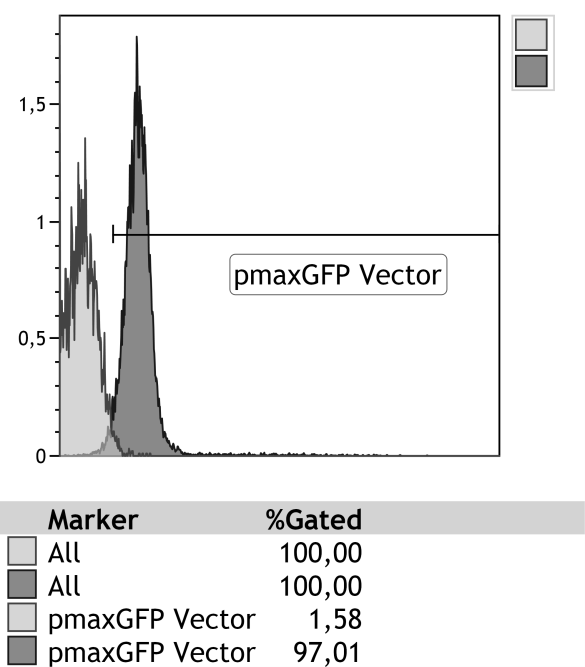 1,5
1
0,5
0
pmaxGFP Vector
Marker %Gated
All 100,00
All 100,00
pmaxGFP Vector 1,58
pmaxGFP Vector 97,01